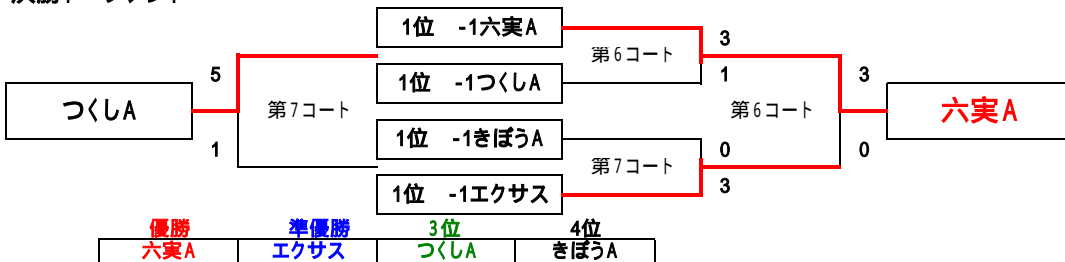 1位 -1六実A
第6コート
3
1
1位 -1つくしA
5
つくしA
第7コート
1
第6コート
3
0
六実A
1位 -1きぼうA
第7コート
0
3
1位 -1エクサス
優勝 準優勝 3位 4位
六実A エクサス つくしA きぼうA